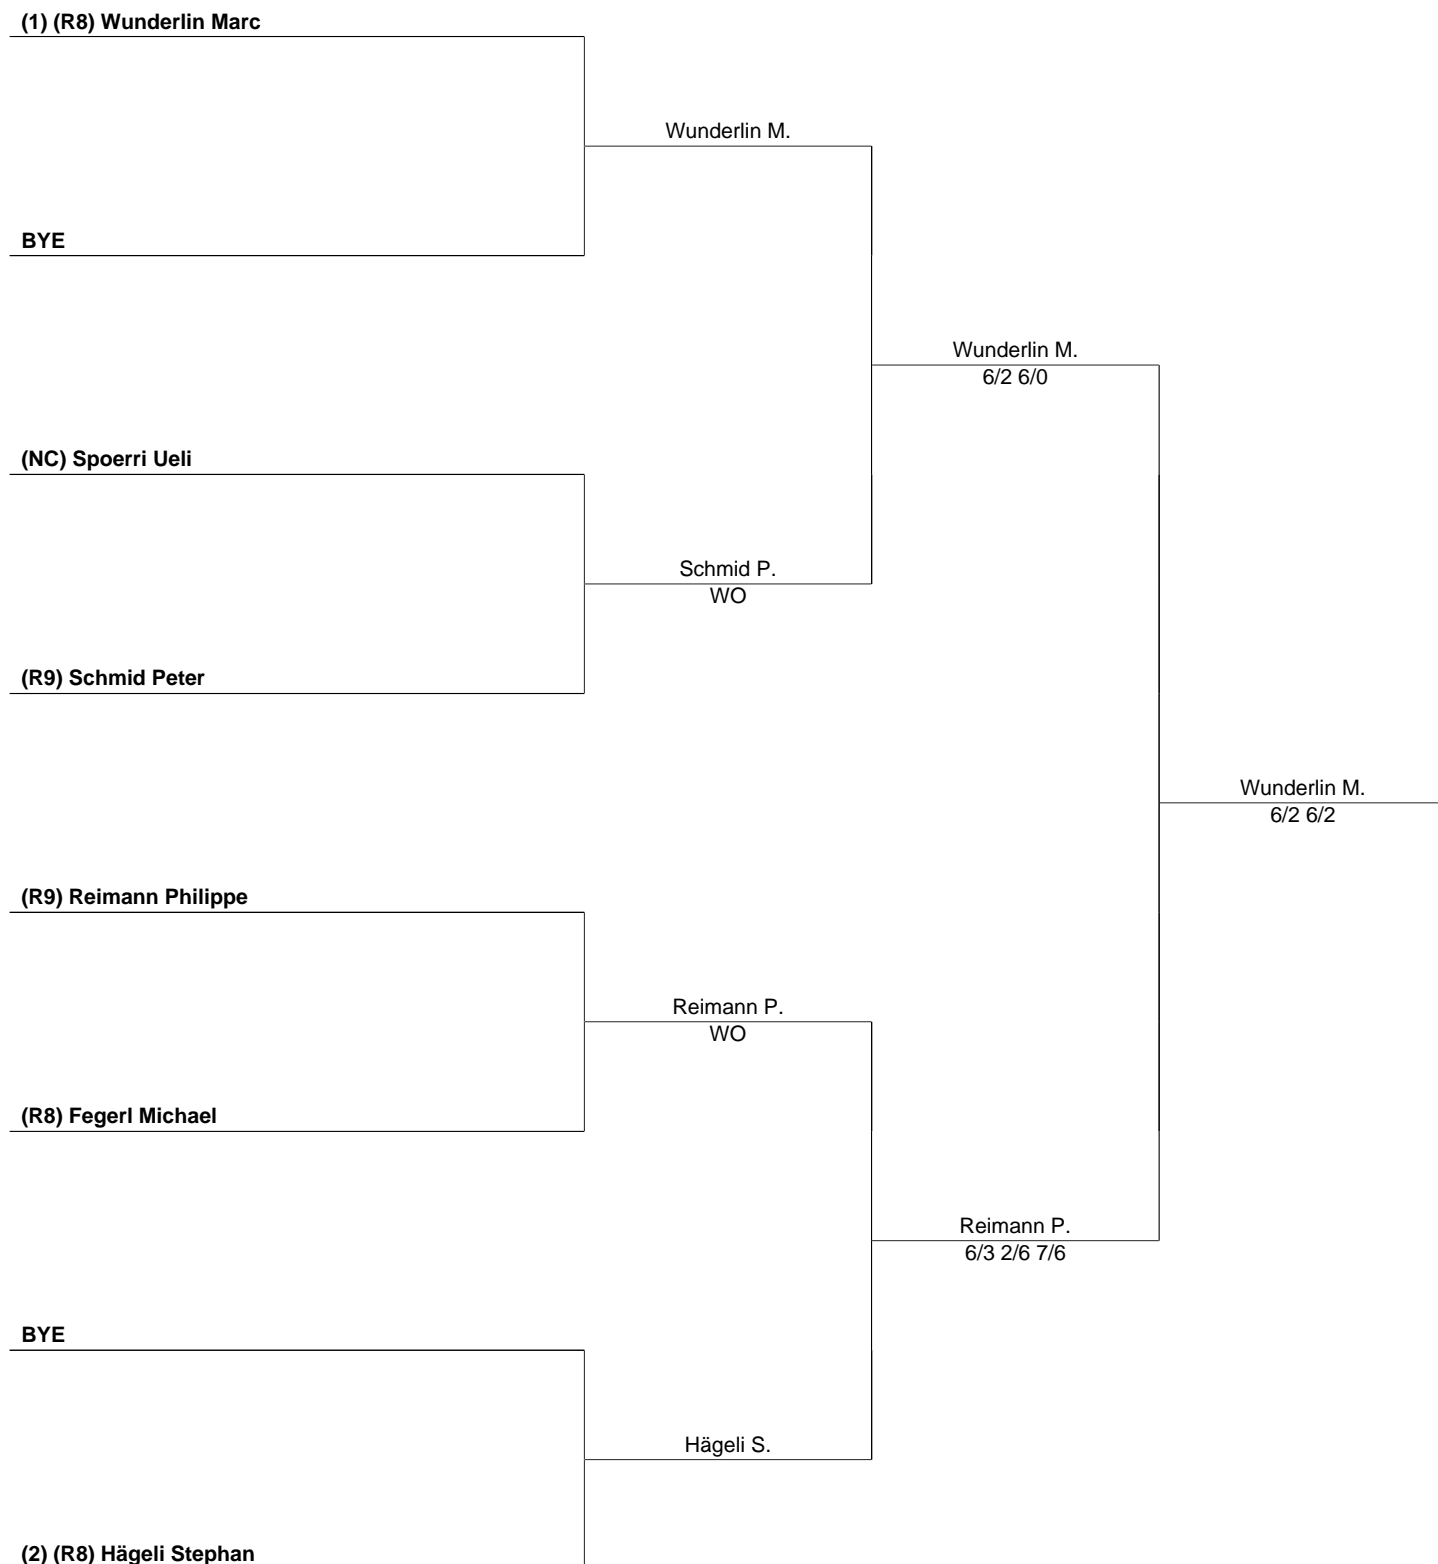 (1) (R8) Wunderlin Marc
Wunderlin M.
BYE
Wunderlin M.
6/2 6/0
(NC) Spoerri Ueli
Schmid P.
WO
(R9) Schmid Peter
Wunderlin M.
6/2 6/2
(R9) Reimann Philippe
Reimann P.
WO
(R8) Fegerl Michael
Reimann P.
6/3 2/6 7/6
BYE
Hägeli S.
(2) (R8) Hägeli Stephan